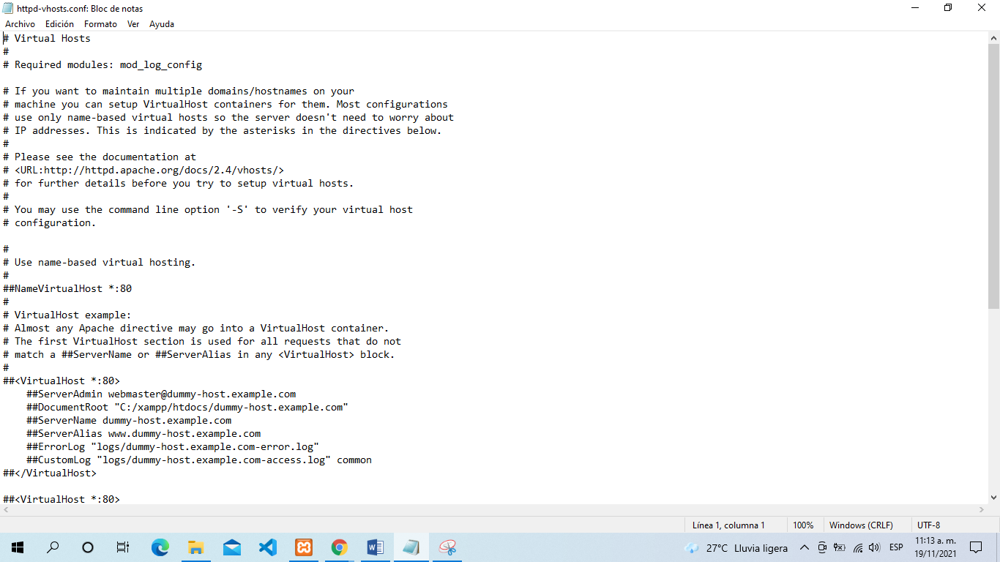 httpd-vhosts.conf: Bloc de notas
Archivo Edición Formato Ver Ayuda
# Virtual Hosts
#
# Required modules: mod_log_config

# If you want to maintain multiple domains/hostnames on your
# machine you can setup VirtualHost containers for them. Most configurations
# use only name-based virtual hosts so the server doesn't need to worry about
# IP addresses. This is indicated by the asterisks in the directives below.
#
# Please see the documentation at
# <URL:http://httpd.apache.org/docs/2.4/vhosts/>
# for further details before you try to setup virtual hosts.
#
# You may use the command line option '-S' to verify your virtual host
# configuration.

#
# Use name-based virtual hosting.
#
##NameVirtualHost *:80
#
# VirtualHost example:
# Almost any Apache directive may go into a VirtualHost container.
# The first VirtualHost section is used for all requests that do not
# match a ##ServerName or ##ServerAlias in any <VirtualHost> block.
#
##<VirtualHost *:80>
    ##ServerAdmin webmaster@dummy-host.example.com
    ##DocumentRoot "C:/xampp/htdocs/dummy-host.example.com"
    ##ServerName dummy-host.example.com
    ##ServerAlias www.dummy-host.example.com
    ##ErrorLog "logs/dummy-host.example.com-error.log"
    ##CustomLog "logs/dummy-host.example.com-access.log" common
##</VirtualHost>

##<VirtualHost *:80>
Línea 1, columna 1 100% Windows (CRLF) UTF-8
27°C Lluvia ligera ESP 11:13 a. m.
19/11/2021